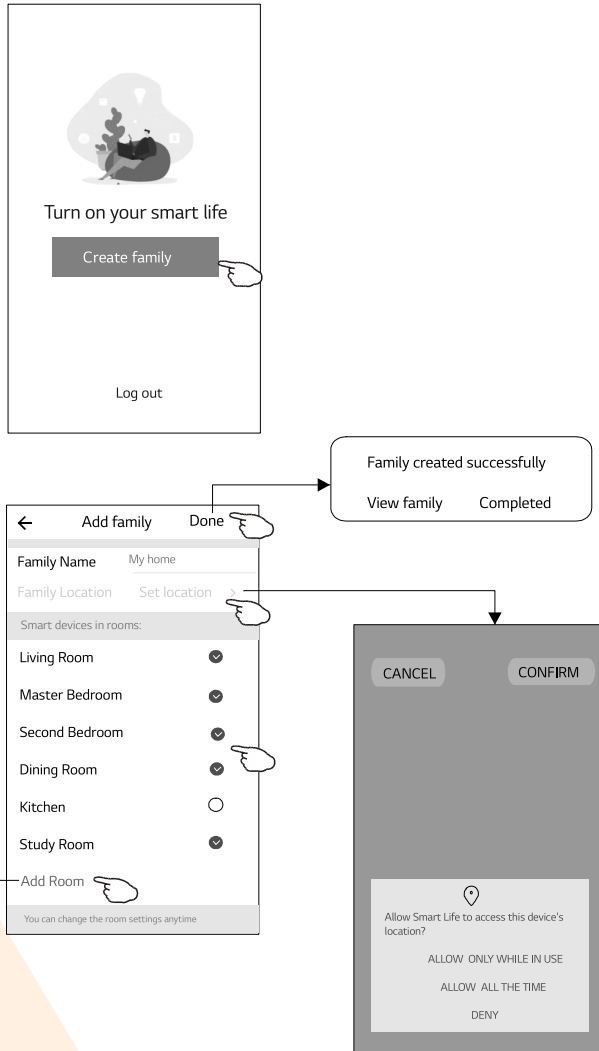 Turn on your smart life
Create family
Log out
Family created successfully
View family Completed
← Add family Done
Family Name My home
Family Location Set location >
Smart devices in rooms:
Living Room
Master Bedroom
Second Bedroom
Dining Room
Kitchen
Study Room
Add Room
You can change the room settings anytime
CANCEL CONFIRM
Allow Smart Life to access this device's
location?
ALLOW ONLY WHILE IN USE
ALLOW ALL THE TIME
DENY